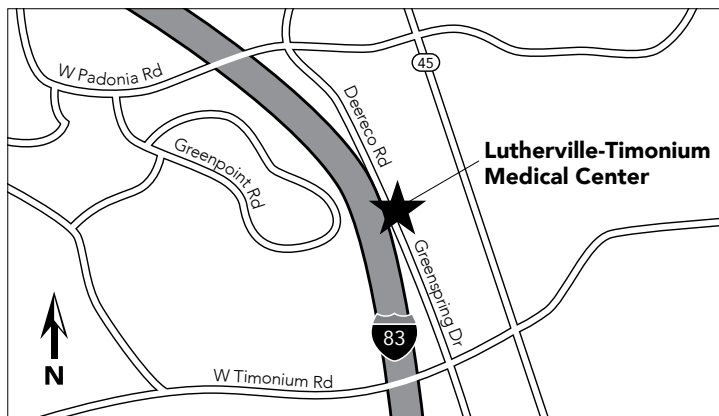 45
W Padonia Rd
Deereco Rd
Lutherville-Timonium
Medical Center
Greenpoint Rd
Greenspring Dr
83
N
W Timonium Rd